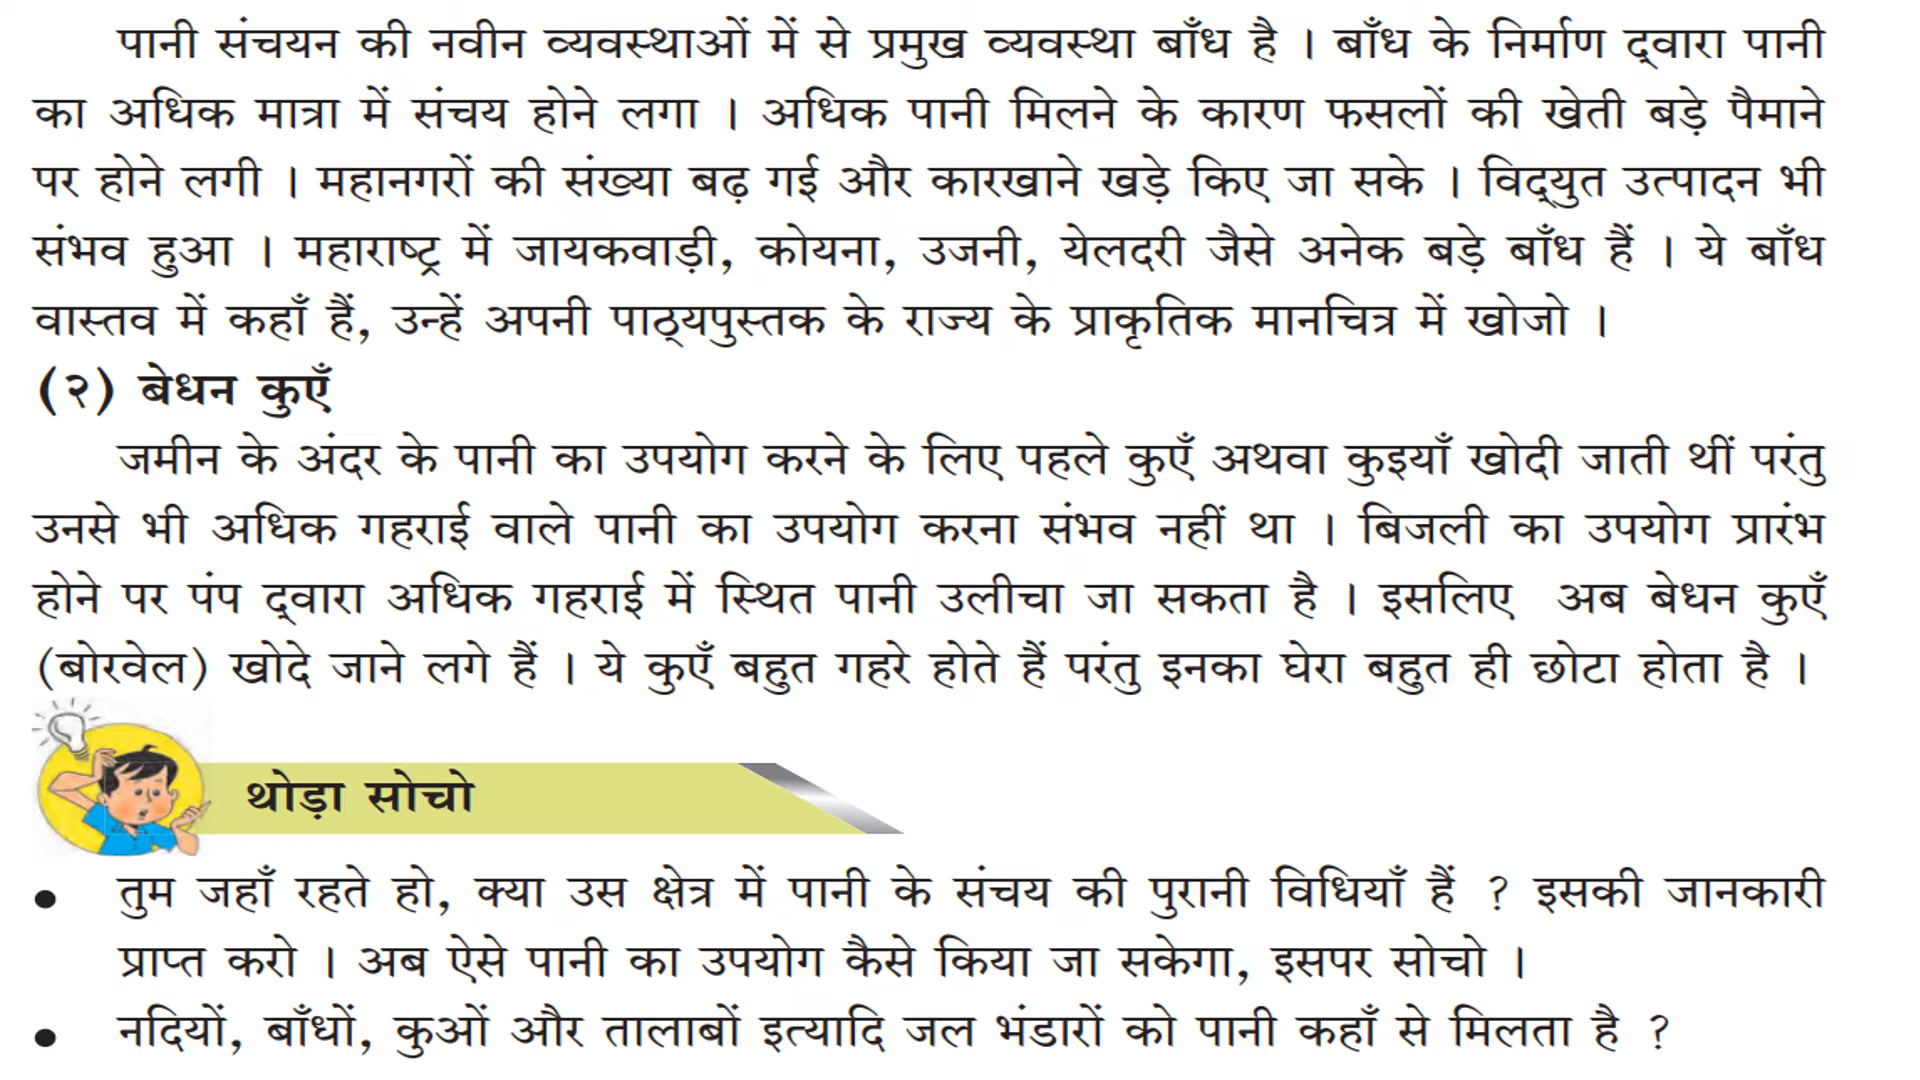 पानी संचयन की नवीन व्यवस्थाओं में से प्रमुख व्यवस्था बाँध है । बाँध के निर्माण द्‌वारा पानी
का अधिक मात्रा में संचय होने लगा । अधिक पानी मिलने के कारण फसलों की खेती बड़े पैमाने
पर होने लगी । महानगरों की संख्या बढ़ गई और कारखाने खड़े किए जा सके । विद्‌युत उत्पादन भी
संभव हुआ । महाराष्ट्र में जायकवाड़ी, कोयना, उजनी, येलदरी जैसे अनेक बड़े बाँध हैं । ये बाँध
वास्तव में कहाँ हैं, उन्हें अपनी पाठ्‌यपुस्तक के राज्य के प्राकृतिक मानचित्र में खोजो ।
(२) बेधन कुएँ
जमीन के अंदर के पानी का उपयोग करने के लिए पहले कुएँ अथवा कुइयाँ खोदी जाती थीं परंतु
उनसे भी अधिक गहराई वाले पानी का उपयोग करना संभव नहीं था । बिजली का उपयोग प्रारंभ
होने पर पंप द्‌वारा अधिक गहराई में स्थित पानी उलीचा जा सकता है । इसलिए अब बेधन कुएँ
(बोरवेल) खोदे जाने लगे हैं । ये कुएँ बहुत गहरे होते हैं परंतु इनका घेरा बहुत ही छोटा होता है ।
थोड़ा सोचो
• तुम जहाँ रहते हो, क्या उस क्षेत्र में पानी के संचय की पुरानी विधियाँ हैं ? इसकी जानकारी
प्राप्त करो । अब ऐसे पानी का उपयोग कैसे किया जा सकेगा, इसपर सोचो ।
• नदियों, बाँधों, कुओं और तालाबों इत्यादि जल भंडारों को पानी कहाँ से मिलता है ?